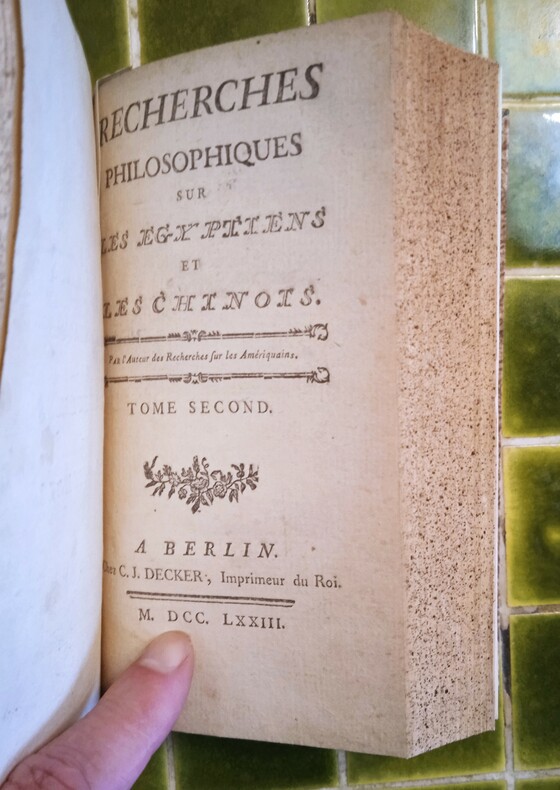 RECHERCHES
PHILOSOPHIQUES
SUR
LES EGYPTIENS
ET
LES CHINOIS.
Par l'Auteur des Recherches ſur les Amériquains.
TOME SECOND.
A BERLIN.
Chez C. J. DECKER, Imprimeur du Roi.
M. DCC. LXXIII.